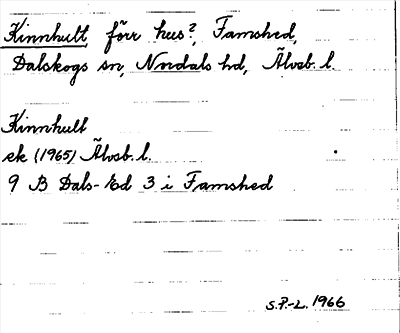 Kinnhult, förr hus?, Famshed,
Dalskogs sn, Nordals hd, Älvsb. l.
Kinnhult
ek (1965) Älvsb. l.
9 B Dals-Ed 3 i Famshed
S.P.-L. 1966